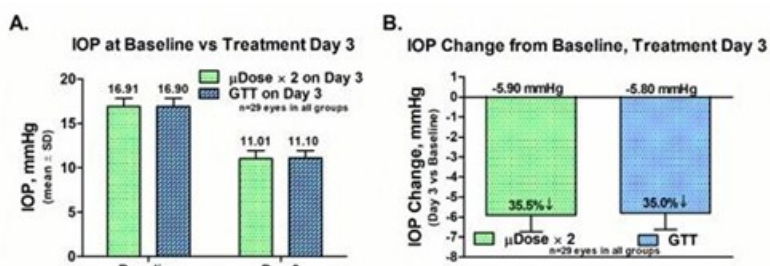 A.
IOP at Baseline vs Treatment Day 3
20
15
10
5
0
IOP, mmHg
(mean ± SD)
16.91
16.90
11.01
11.10
μDose × 2 on Day 3
GTT on Day 3
n=29 eyes in all groups
B.
IOP Change from Baseline, Treatment Day 3
1
0
-1
-2
-3
-4
-5
-6
-7
-8
IOP Change, mmHg
(Day 3 vs Baseline)
-5.90 mmHg
-5.80 mmHg
35.5%↓
35.0%↓
μDose × 2
GTT
n=29 eyes in all groups